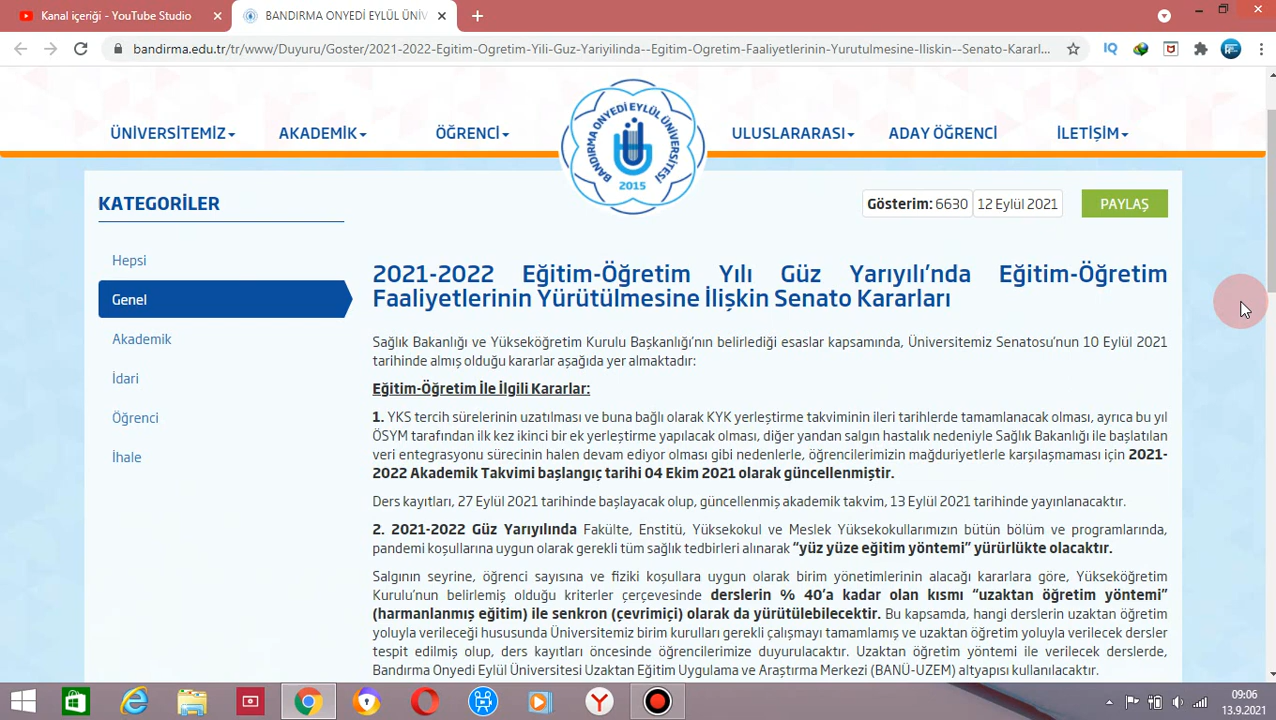 Kanal içeriği - YouTube Studio
BANDIRMA ONYEDİ EYLÜL ÜNİV
bandirma.edu.tr/tr/www/Duyuru/Goster/2021-2022-Egitim-Ogretim-Yili-Guz-Yariyilinda--Egitim-Ogretim-Faaliyetlerinin-Yurutulmesine-Iliskin--Senato-Kararl...
IQ
ÜNİVERSİTEMİZ
AKADEMİK
ÖĞRENCİ
BANDIRMA ONYEDİ EYLÜL ÜNİVERSİTESİ
2015
ULUSLARARASI
ADAY ÖĞRENCİ
İLETİŞİM
KATEGORİLER
Hepsi
Genel
Akademik
İdari
Öğrenci
İhale
Gösterim: 6630
12 Eylül 2021
PAYLAŞ
2021-2022 Eğitim-Öğretim Yılı Güz Yarıyılı’nda Eğitim-Öğretim
Faaliyetlerinin Yürütülmesine İlişkin Senato Kararları
Sağlık Bakanlığı ve Yükseköğretim Kurulu Başkanlığı'nın belirlediği esaslar kapsamında, Üniversitemiz Senatosu'nun 10 Eylül 2021
tarihinde almış olduğu kararlar aşağıda yer almaktadır:
Eğitim-Öğretim İle İlgili Kararlar:
1. YKS tercih sürelerinin uzatılması ve buna bağlı olarak KYK yerleştirme takviminin ileri tarihlerde tamamlanacak olması, ayrıca bu yıl
ÖSYM tarafından ilk kez ikinci bir ek yerleştirme yapılacak olması, diğer yandan salgın hastalık nedeniyle Sağlık Bakanlığı ile başlatılan
veri entegrasyonu sürecinin halen devam ediyor olması gibi nedenlerle, öğrencilerimizin mağduriyetlerle karşılaşmaması için 2021-
2022 Akademik Takvimi başlangıç tarihi 04 Ekim 2021 olarak güncellenmiştir.
Ders kayıtları, 27 Eylül 2021 tarihinde başlayacak olup, güncellenmiş akademik takvim, 13 Eylül 2021 tarihinde yayınlanacaktır.
2. 2021-2022 Güz Yarıyılında Fakülte, Enstitü, Yüksekokul ve Meslek Yüksekokullarımızın bütün bölüm ve programlarında,
pandemi koşullarına uygun olarak gerekli tüm sağlık tedbirleri alınarak “yüz yüze eğitim yöntemi” yürürlükte olacaktır.
Salgının seyrine, öğrenci sayısına ve fiziki koşullara uygun olarak birim yönetimlerinin alacağı kararlara göre, Yükseköğretim
Kurulu'nun belirlemiş olduğu kriterler çerçevesinde derslerin % 40’a kadar olan kısmı “uzaktan öğretim yöntemi”
(harmanlanmış eğitim) ile senkron (çevrimiçi) olarak da yürütülebilecektir. Bu kapsamda, hangi derslerin uzaktan öğretim
yoluyla verileceği hususunda Üniversitemiz birim kurulları gerekli çalışmayı tamamlamış ve uzaktan öğretim yoluyla verilecek dersler
tespit edilmiş olup, ders kayıtları öncesinde öğrencilerimize duyurulacaktır. Uzaktan öğretim yöntemi ile verilecek derslerde,
Bandırma Onyedi Eylül Üniversitesi Uzaktan Eğitim Uygulama ve Araştırma Merkezi (BANÜ-UZEM) altyapısı kullanılacaktır.
09:06
13.9.2021